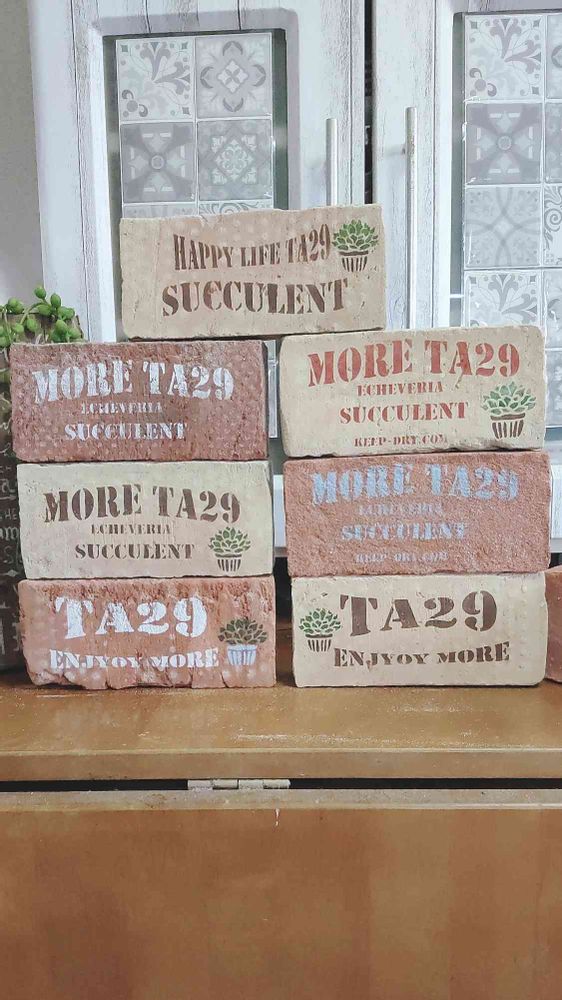 HAPPY LIFE TA29
SUCCULENT
MORE TA29
ECHEVERIA
SUCCULENT
MORE TA29
ECHEVERIA
SUCCULENT
KEEP-DRY.COM
MORE TA29
ECHEVERIA
SUCCULENT
MORE TA29
ECHEVERIA
SUCCULENT
KEEP-DRY.COM
TA29
ENJYOY MORE
TA29
ENJYOY MORE